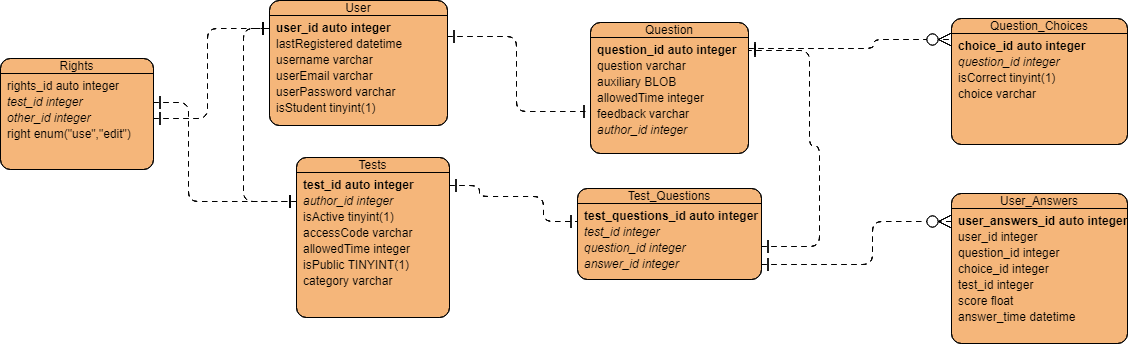 User
user_id auto integer
lastRegistered datetime
username varchar
userEmail varchar
userPassword varchar
isStudent tinyint(1)
Question
question_id auto integer
question varchar
auxiliary BLOB
allowedTime integer
feedback varchar
author_id integer
Question_Choices
choice_id auto integer
question_id integer
isCorrect tinyint(1)
choice varchar
Rights
rights_id auto integer
test_id integer
other_id integer
right enum("use","edit")
Tests
test_id auto integer
author_id integer
isActive tinyint(1)
accessCode varchar
allowedTime integer
isPublic TINYINT(1)
category varchar
Test_Questions
test_questions_id auto integer
test_id integer
question_id integer
answer_id integer
User_Answers
user_answers_id auto integer
user_id integer
question_id integer
choice_id integer
test_id integer
score float
answer_time datetime